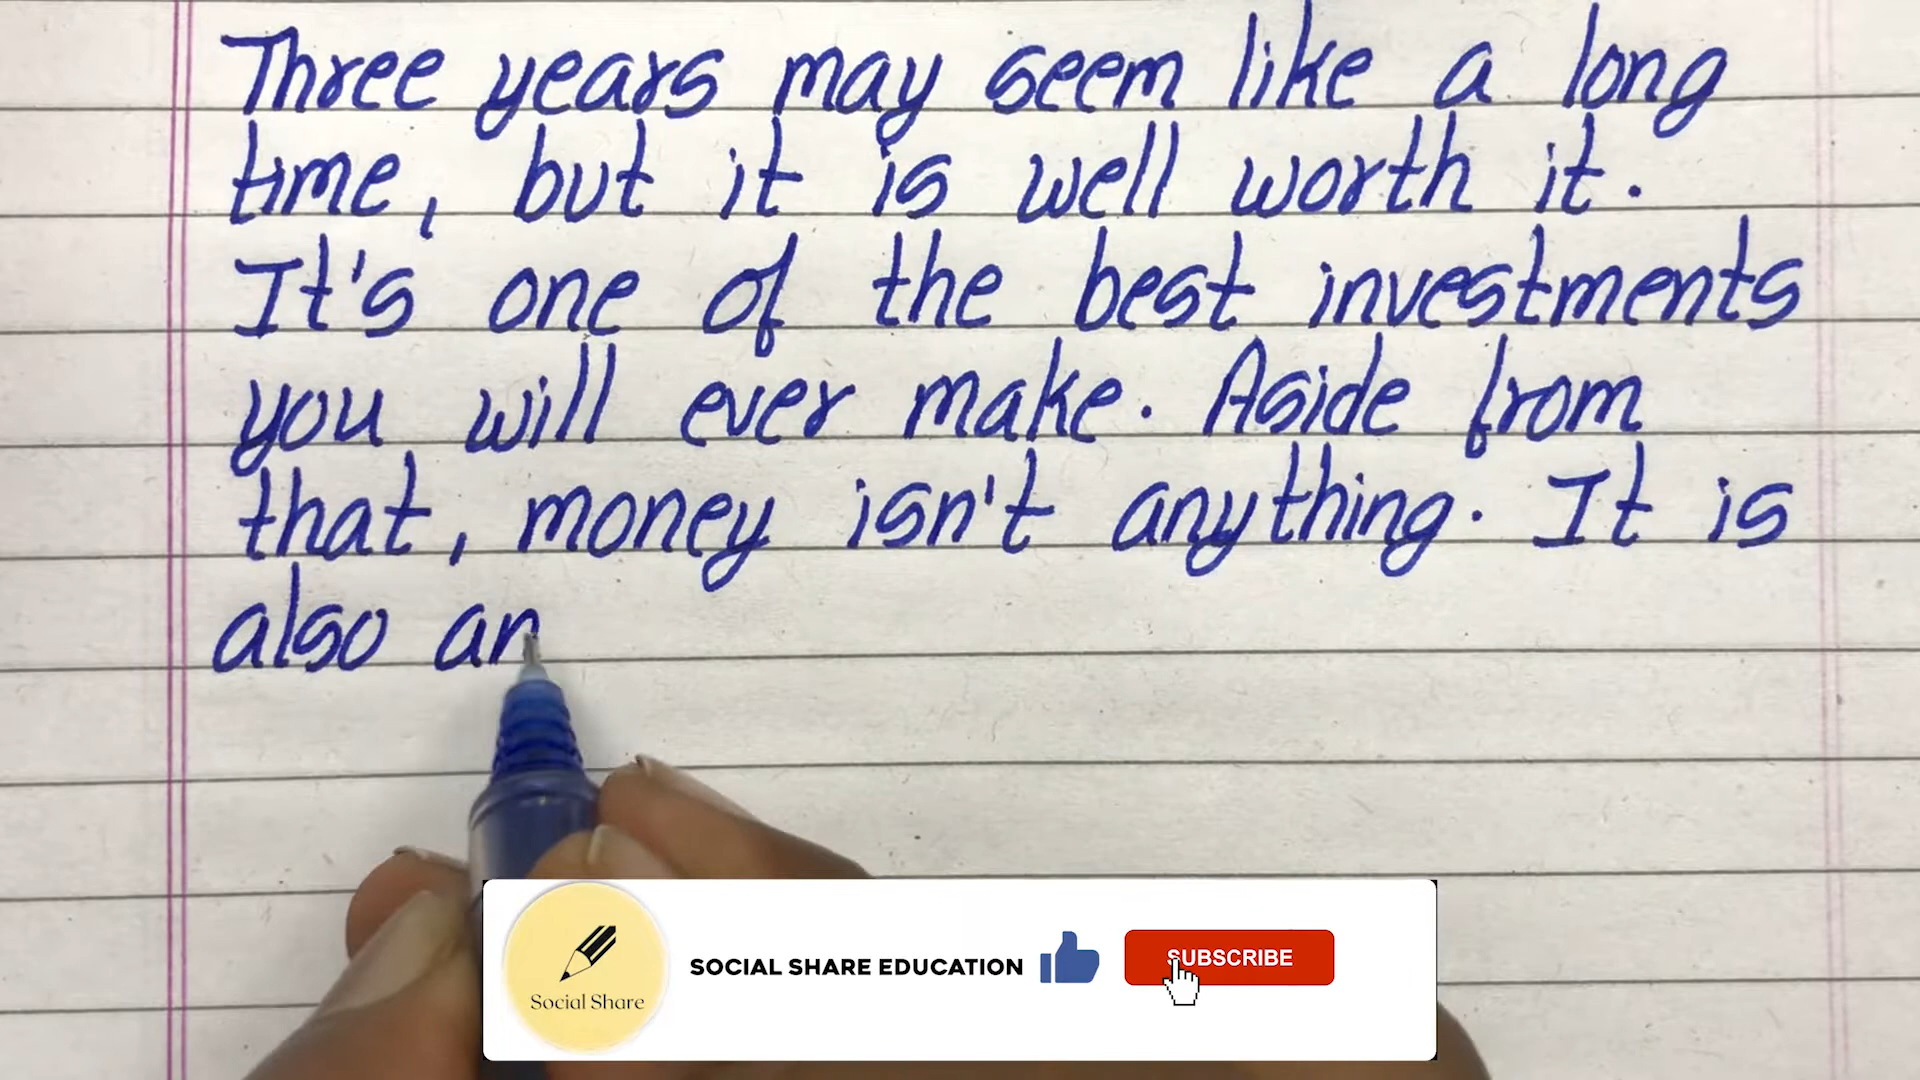 Three years may seem like a long
time, but it is well worth it.
It's one of the best investments
you will ever make. Aside from
that, money isn't anything. It is
also an
SOCIAL SHARE EDUCATION
SUBSCRIBE
Social Share